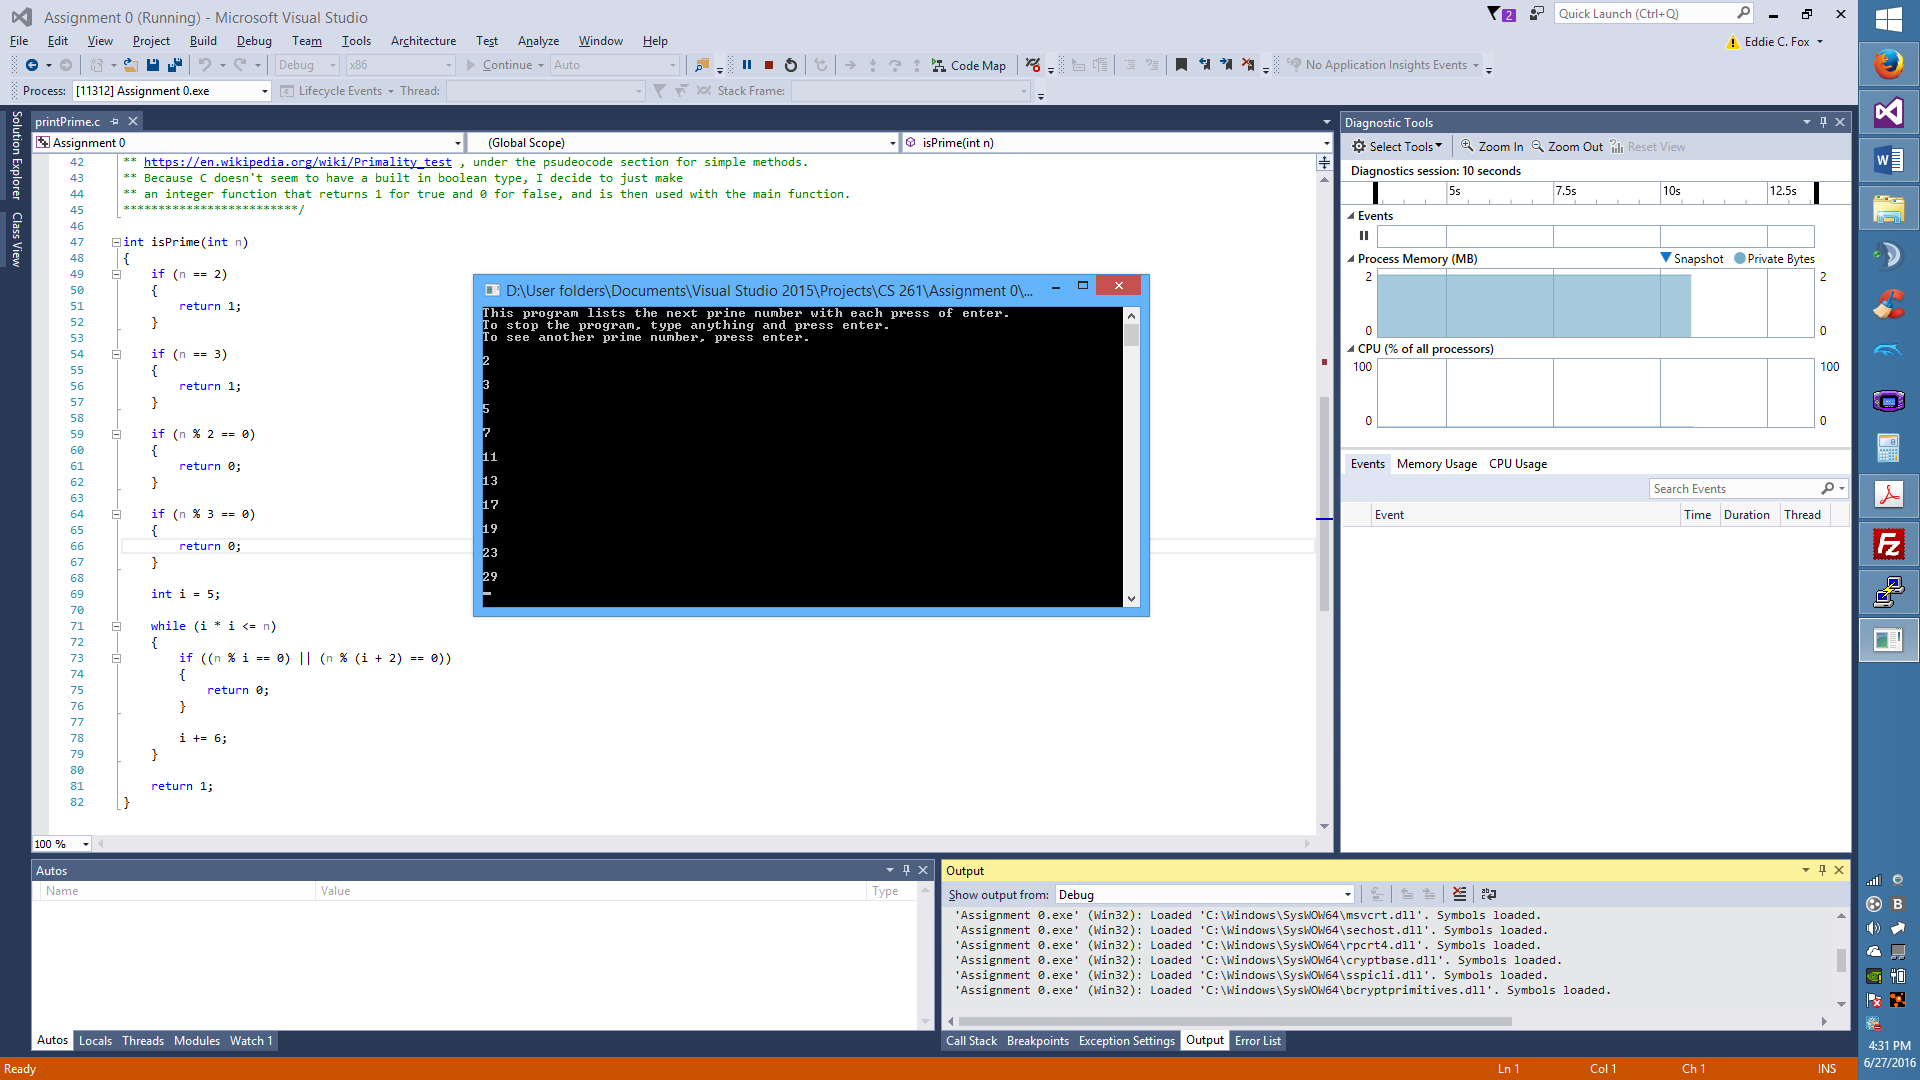 Assignment 0 (Running) - Microsoft Visual Studio
2
Quick Launch (Ctrl+Q)
File Edit View Project Build Debug Team Tools Architecture Test Analyze Window Help
Eddie C. Fox
Debug x86 Continue Auto Code Map No Application Insights Events
Process: [11312] Assignment 0.exe Lifecycle Events Thread: Stack Frame:
Solution Explorer
Class View
printPrime.c
Assignment 0 (Global Scope) isPrime(int n)
42 ** https://en.wikipedia.org/wiki/Primality_test , under the psudeocode section for simple methods.
43 ** Because C doesn't seem to have a built in boolean type, I decide to just make
44 ** an integer function that returns 1 for true and 0 for false, and is then used with the main function.
45 *************************/
46
47 int isPrime(int n)
48 {
49 if (n == 2)
50 {
51 return 1;
52 }
53
54 if (n == 3)
55 {
56 return 1;
57 }
58
59 if (n % 2 == 0)
60 {
61 return 0;
62 }
63
64 if (n % 3 == 0)
65 {
66 return 0;
67 }
68
69 int i = 5;
70
71 while (i * i <= n)
72 {
73 if ((n % i == 0) || (n % (i + 2) == 0))
74 {
75 return 0;
76 }
77
78 i += 6;
79 }
80
81 return 1;
82 }
100 %
D:\User folders\Documents\Visual Studio 2015\Projects\CS 261\Assignment 0\...
This program lists the next prine number with each press of enter.
To stop the program, type anything and press enter.
To see another prime number, press enter.
2
3
5
7
11
13
17
19
23
29
Diagnostic Tools
Select Tools Zoom In Zoom Out Reset View
Diagnostics session: 10 seconds
5s 7.5s 10s 12.5s
Events
Process Memory (MB) Snapshot Private Bytes
2 2
0 0
CPU (% of all processors)
100 100
0 0
Events Memory Usage CPU Usage
Search Events
Event Time Duration Thread
Autos
Name Value Type
Autos Locals Threads Modules Watch 1
Output
Show output from: Debug
'Assignment 0.exe' (Win32): Loaded 'C:\Windows\SysWOW64\msvcrt.dll'. Symbols loaded.
'Assignment 0.exe' (Win32): Loaded 'C:\Windows\SysWOW64\sechost.dll'. Symbols loaded.
'Assignment 0.exe' (Win32): Loaded 'C:\Windows\SysWOW64\rpcrt4.dll'. Symbols loaded.
'Assignment 0.exe' (Win32): Loaded 'C:\Windows\SysWOW64\cryptbase.dll'. Symbols loaded.
'Assignment 0.exe' (Win32): Loaded 'C:\Windows\SysWOW64\sspicli.dll'. Symbols loaded.
'Assignment 0.exe' (Win32): Loaded 'C:\Windows\SysWOW64\bcryptprimitives.dll'. Symbols loaded.
Call Stack Breakpoints Exception Settings Output Error List
Ready Ln 1 Col 1 Ch 1 INS
4:31 PM
6/27/2016